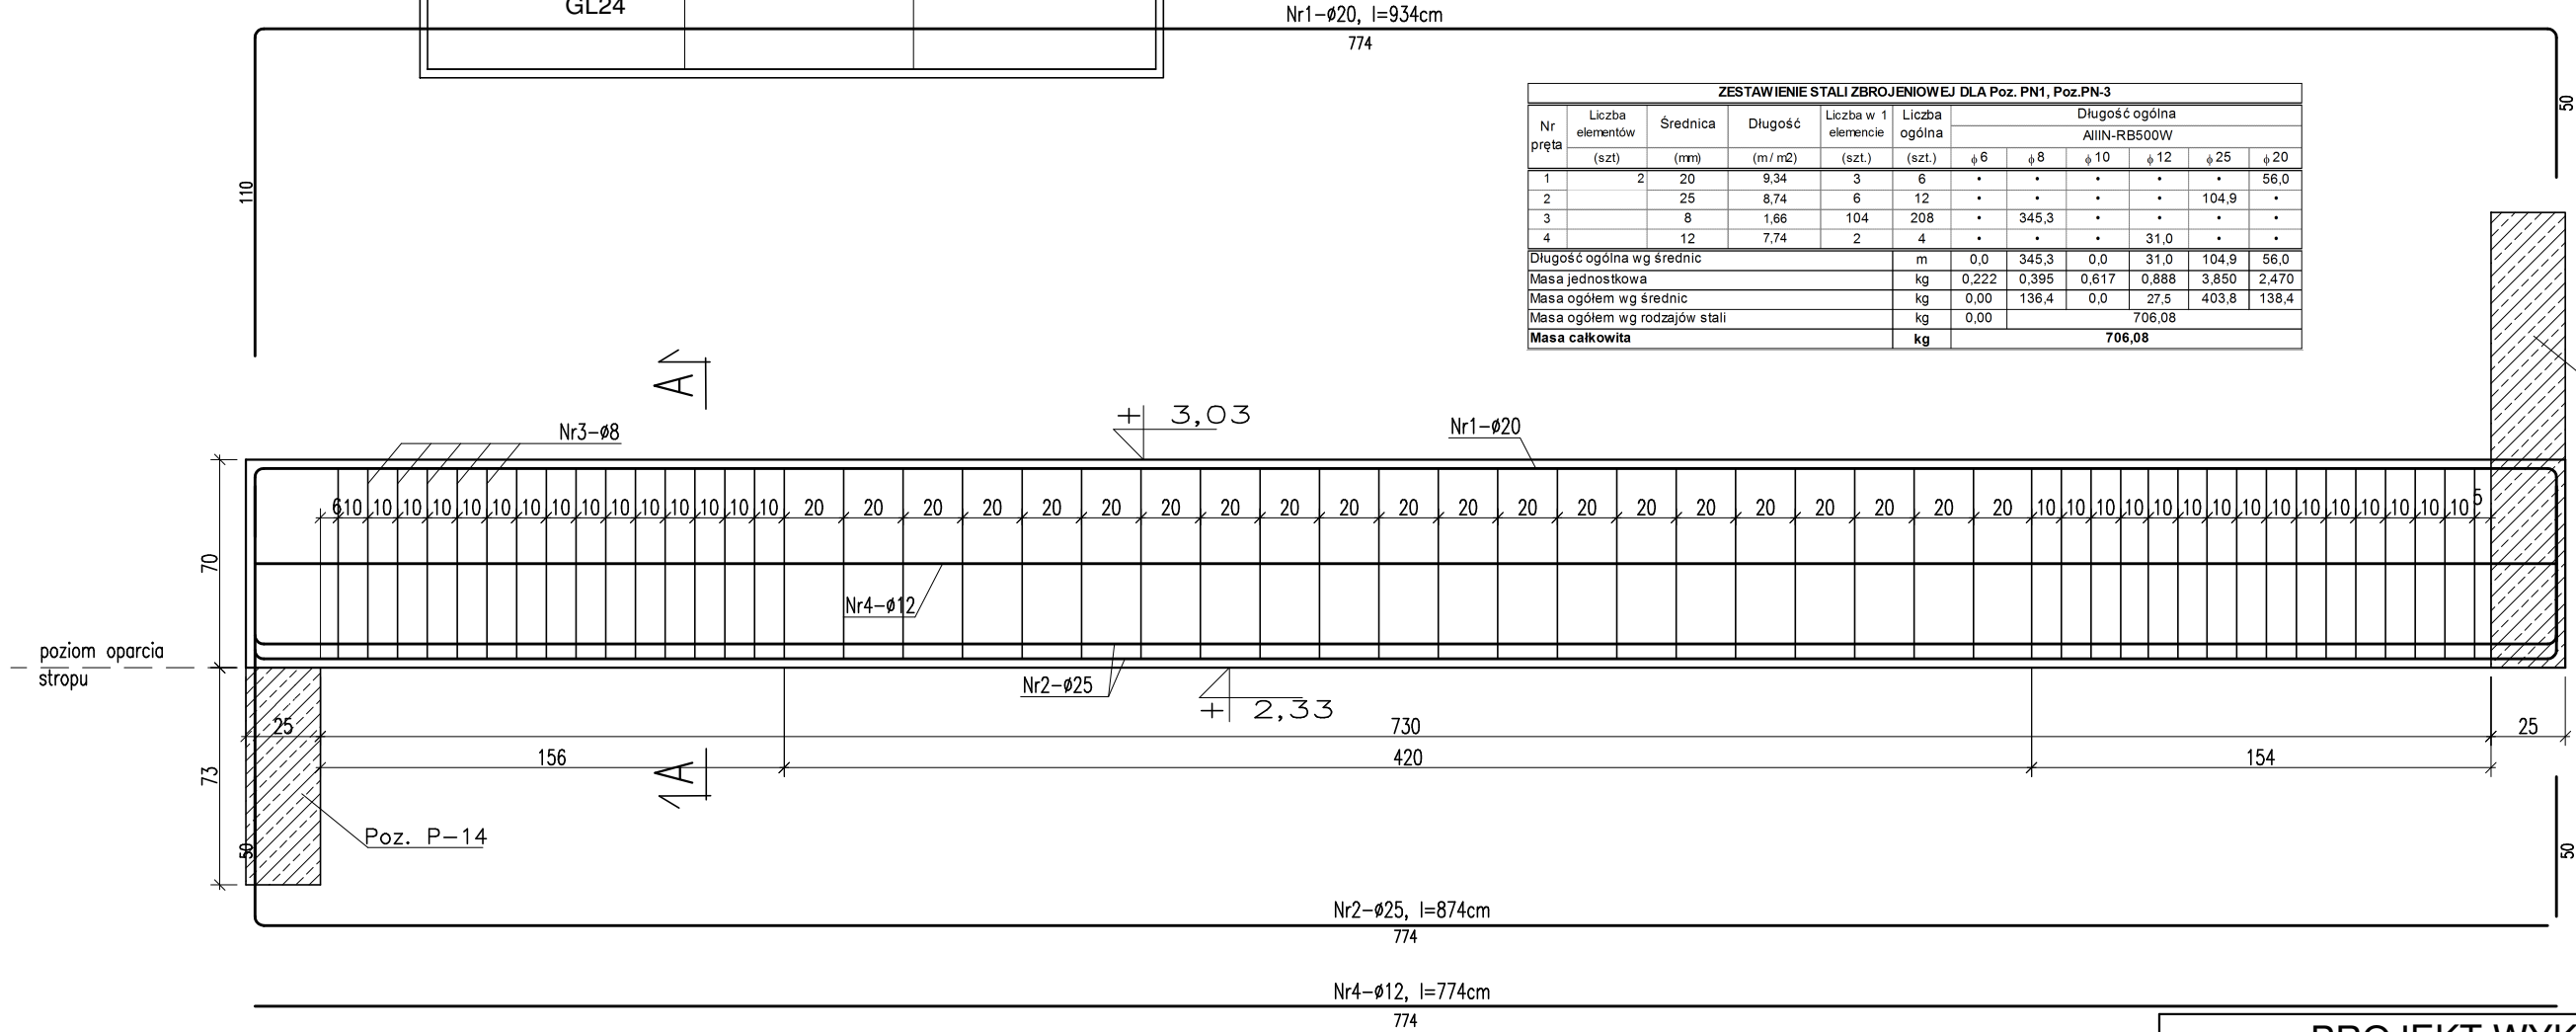 GL24
Nr1-ø20, l=934cm
774
50
110
ZESTAWIENIE STALI ZBROJENIOWEJ DLA Poz. PN1, Poz.PN-3
Nr pręta Liczba elementów Średnica Długość Liczba w 1 elemencie Liczba ogólna Długość ogólna
AIIIN-RB500W
(szt) (mm) (m / m2) (szt.) (szt.) ϕ 6 ϕ 8 ϕ 10 ϕ 12 ϕ 25 ϕ 20
1 2 20 9,34 3 6 • • • • • 56,0
2 25 8,74 6 12 • • • • 104,9 •
3 8 1,66 104 208 • 345,3 • • • •
4 12 7,74 2 4 • • • 31,0 • •
Długość ogólna wg średnic m 0,0 345,3 0,0 31,0 104,9 56,0
Masa jednostkowa kg 0,222 0,395 0,617 0,888 3,850 2,470
Masa ogółem wg średnic kg 0,00 136,4 0,0 27,5 403,8 138,4
Masa ogółem wg rodzajów stali kg 0,00 706,08
Masa całkowita kg 706,08
A
+ 3,03
Nr3-ø8
Nr1-ø20
6 10 10 10 10 10 10 10 10 10 10 10 10 10 10 10 20 20 20 20 20 20 20 20 20 20 20 20 20 20 20 20 20 20 20 20 20 10 10 10 10 10 10 10 10 10 10 10 10 10 10 10 5
70
Nr4-ø12
poziom oparcia
stropu
Nr2-ø25
+ 2,33
25 730 25
156 420 154
73
A
Poz. P-14
50
50
Nr2-ø25, l=874cm
774
Nr4-ø12, l=774cm
774